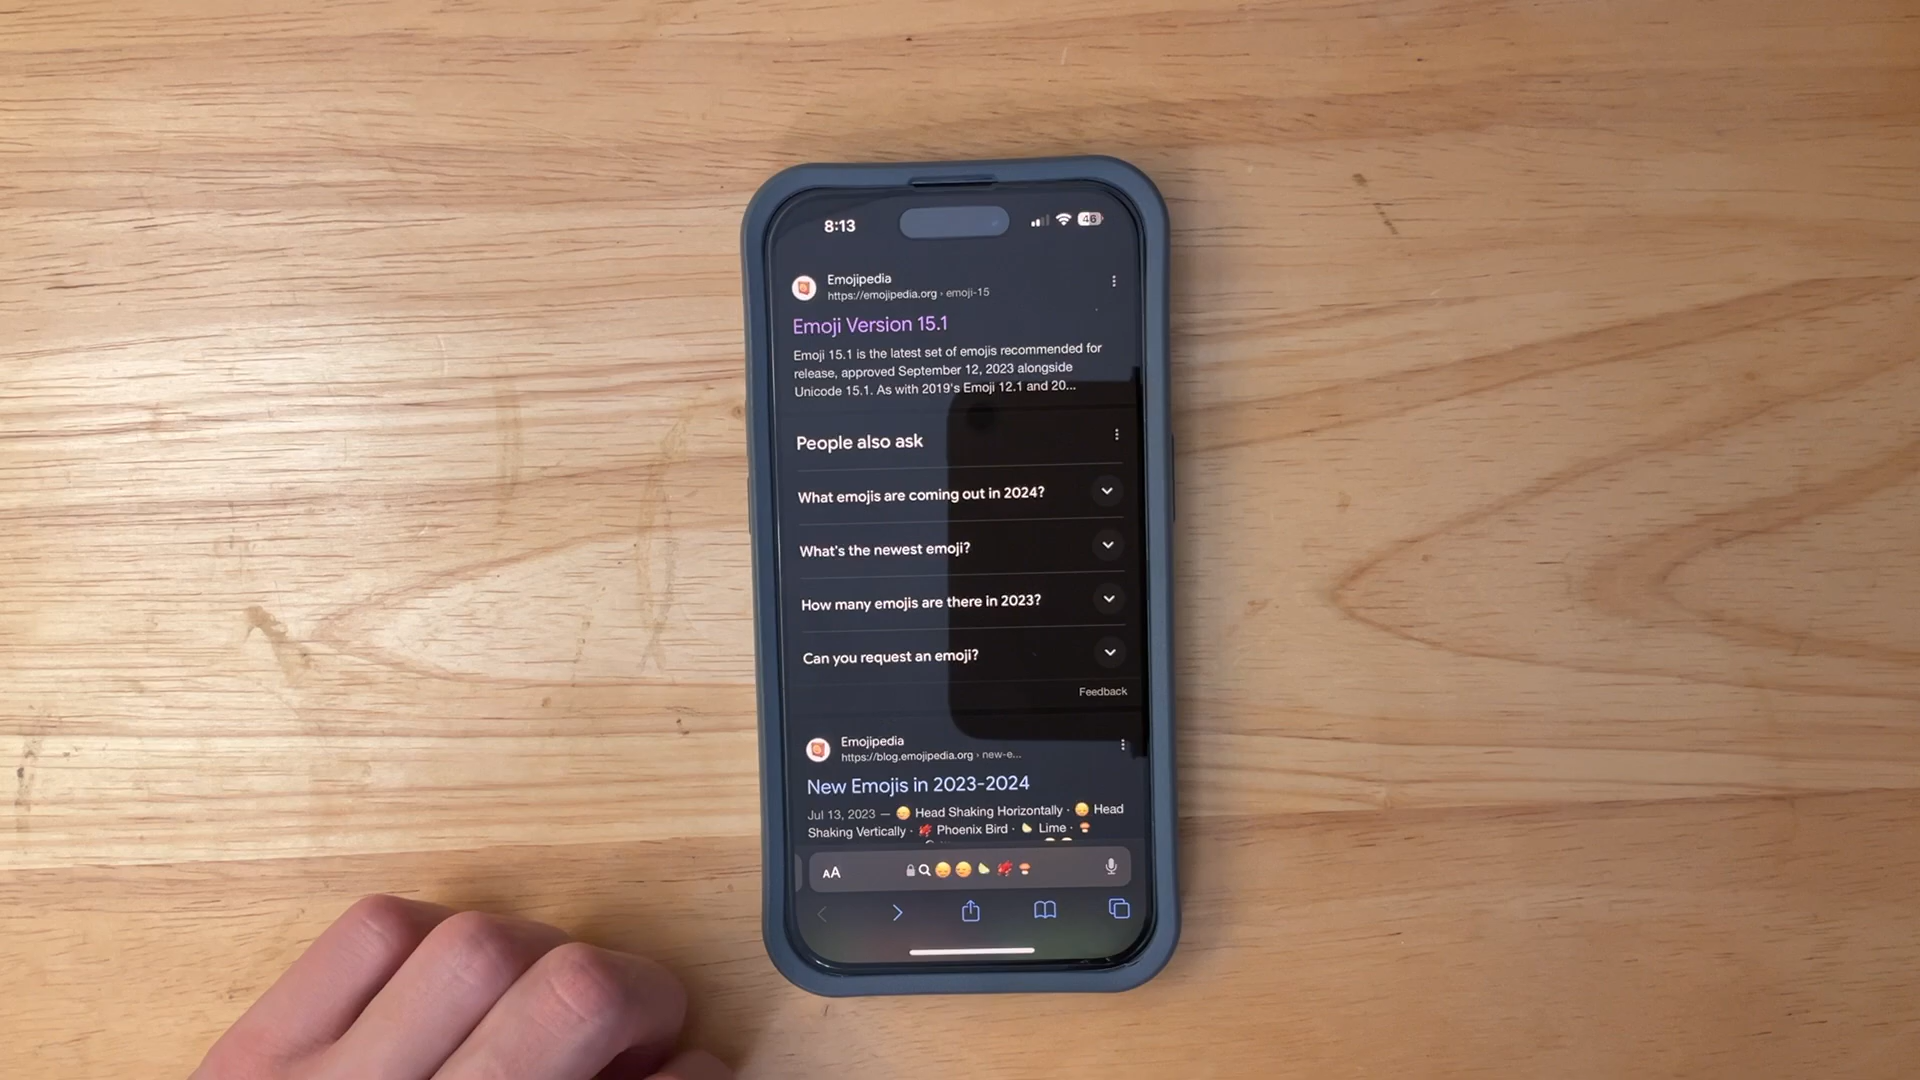 8:13
46
Emojipedia
https://emojipedia.org › emoji-15
Emoji Version 15.1
Emoji 15.1 is the latest set of emojis recommended for
release, approved September 12, 2023 alongside
Unicode 15.1. As with 2019's Emoji 12.1 and 20...
People also ask
What emojis are coming out in 2024?
What's the newest emoji?
How many emojis are there in 2023?
Can you request an emoji?
Feedback
Emojipedia
https://blog.emojipedia.org › new-e...
New Emojis in 2023-2024
Jul 13, 2023 — Head Shaking Horizontally · Head
Shaking Vertically · Phoenix Bird · Lime ·
AA